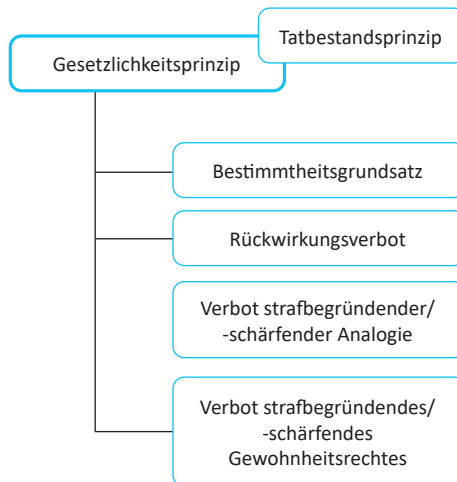 Tatbestandsprinzip
Gesetzlichkeitsprinzip
Bestimmtheitsgrundsatz
Rückwirkungsverbot
Verbot strafbegründender/
-schärfender Analogie
Verbot strafbegründendes/
-schärfendes
Gewohnheitsrechtes